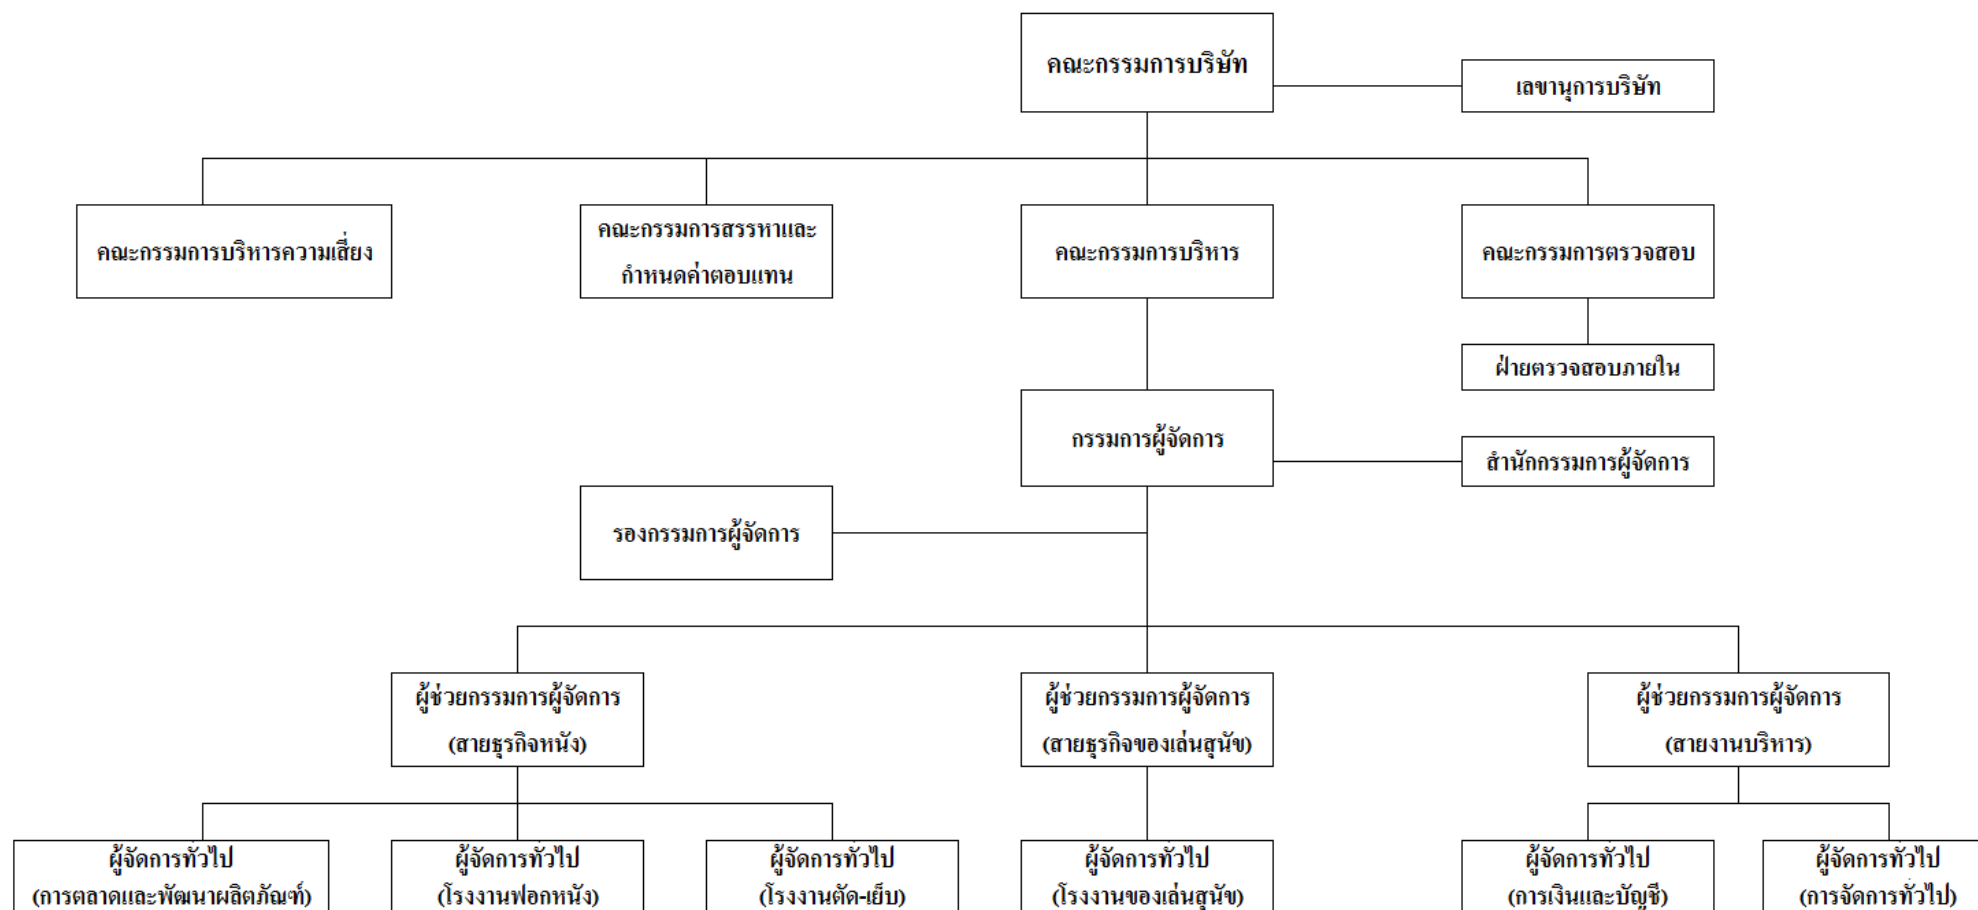 คณะกรรมการบริษัท
เลขานุการบริษัท
คณะกรรมการบริหารความเสี่ยง
คณะกรรมการสรรหาและ
กำหนดค่าตอบแทน
คณะกรรมการบริหาร
คณะกรรมการตรวจสอบ
ฝ่ายตรวจสอบภายใน
กรรมการผู้จัดการ
สำนักกรรมการผู้จัดการ
รองกรรมการผู้จัดการ
ผู้ช่วยกรรมการผู้จัดการ
(สายธุรกิจหนัง)
ผู้ช่วยกรรมการผู้จัดการ
(สายธุรกิจของเล่นสุนัข)
ผู้ช่วยกรรมการผู้จัดการ
(สายงานบริหาร)
ผู้จัดการทั่วไป
(การตลาดและพัฒนาผลิตภัณฑ์)
ผู้จัดการทั่วไป
(โรงงานฟอกหนัง)
ผู้จัดการทั่วไป
(โรงงานตัด-เย็บ)
ผู้จัดการทั่วไป
(โรงงานของเล่นสุนัข)
ผู้จัดการทั่วไป
(การเงินและบัญชี)
ผู้จัดการทั่วไป
(การจัดการทั่วไป)